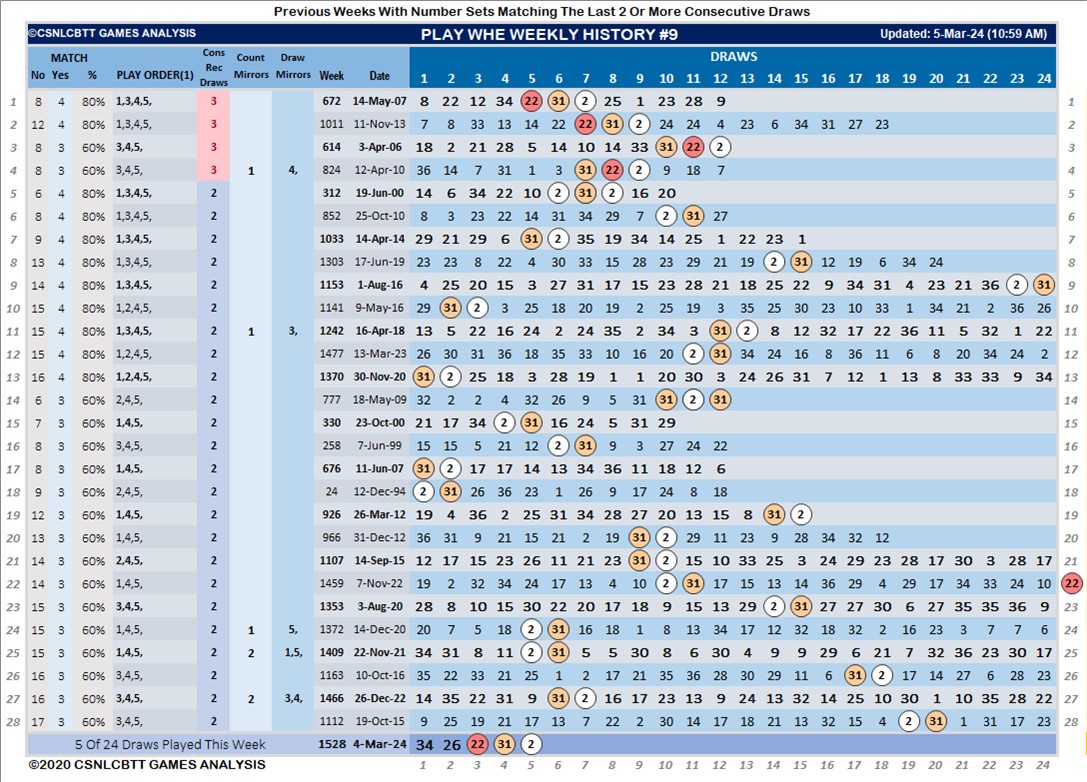 Previous Weeks With Number Sets Matching The Last 2 Or More Consecutive Draws
©CSNLCBTT GAMES ANALYSIS PLAY WHE WEEKLY HISTORY #9 Updated: 5-Mar-24 (10:59 AM)
MATCH Cons Rec Draws Count Mirrors Draw Mirrors DRAWS
No Yes % PLAY ORDER(1) Week Date 1 2 3 4 5 6 7 8 9 10 11 12 13 14 15 16 17 18 19 20 21 22 23 24
1 8 4 80% 1,3,4,5, 3 672 14-May-07 8 22 12 34 22 31 2 25 1 23 28 9 1
2 12 4 80% 1,3,4,5, 3 1011 11-Nov-13 7 8 33 13 14 22 22 31 2 24 24 4 23 6 34 31 27 23 2
3 8 3 60% 3,4,5, 3 614 3-Apr-06 18 2 21 28 5 14 10 14 33 31 22 2 3
4 8 3 60% 3,4,5, 3 1 4, 824 12-Apr-10 36 14 7 31 1 3 31 22 2 9 18 7 4
5 6 4 80% 1,3,4,5, 2 312 19-Jun-00 14 6 34 22 10 2 31 2 16 20 5
6 8 4 80% 1,3,4,5, 2 852 25-Oct-10 8 3 23 22 14 31 34 29 7 2 31 27 6
7 9 4 80% 1,3,4,5, 2 1033 14-Apr-14 29 21 29 6 31 2 35 19 34 14 25 1 22 23 1 7
8 13 4 80% 1,3,4,5, 2 1303 17-Jun-19 23 23 8 22 4 30 33 15 28 23 29 21 19 2 31 12 19 6 34 24 8
9 14 4 80% 1,3,4,5, 2 1153 1-Aug-16 4 25 20 15 3 27 31 17 15 23 28 21 18 25 22 9 34 31 4 23 21 36 2 31 9
10 15 4 80% 1,2,4,5, 2 1141 9-May-16 29 31 2 3 25 18 20 19 2 25 19 3 35 25 30 23 10 33 1 34 21 2 36 26 10
11 15 4 80% 1,3,4,5, 2 1 3, 1242 16-Apr-18 13 5 22 16 24 2 24 35 2 34 3 31 2 8 12 32 17 22 36 11 5 32 1 22 11
12 15 4 80% 1,2,4,5, 2 1477 13-Mar-23 26 30 31 36 18 35 33 10 16 20 2 31 34 24 16 8 36 11 6 8 20 34 24 2 12
13 16 4 80% 1,2,4,5, 2 1370 30-Nov-20 31 2 25 18 3 28 19 1 1 20 30 3 24 26 31 7 12 1 13 8 33 33 9 34 13
14 6 3 60% 2,4,5, 2 777 18-May-09 32 2 2 4 32 26 9 5 31 31 2 31 14
15 7 3 60% 1,4,5, 2 330 23-Oct-00 21 17 34 2 31 16 24 5 31 29 15
16 8 3 60% 3,4,5, 2 258 7-Jun-99 15 15 5 21 12 2 31 9 11 27 24 22 16
17 8 3 60% 1,4,5, 2 676 11-Jun-07 31 2 17 17 14 13 34 36 11 18 12 6 17
18 9 3 60% 2,4,5, 2 24 12-Dec-94 2 31 26 36 23 1 26 9 17 24 8 18 18
19 12 3 60% 1,4,5, 2 926 26-Mar-12 19 4 36 2 25 31 34 28 27 20 13 15 8 31 2 19
20 13 3 60% 1,4,5, 2 966 31-Dec-12 36 31 9 21 15 21 2 19 31 2 29 11 23 9 28 34 32 12 20
21 14 3 60% 2,4,5, 2 1107 14-Sep-15 12 17 15 23 26 11 21 23 31 2 15 10 33 25 3 24 29 23 28 17 30 3 28 17 21
22 14 3 60% 1,4,5, 2 1459 7-Nov-22 19 2 32 34 24 17 13 4 10 2 31 17 15 13 14 36 29 4 29 17 34 33 24 10 22
23 15 3 60% 3,4,5, 2 1353 3-Aug-20 28 8 10 15 30 22 20 17 18 9 15 13 29 2 31 27 27 30 6 27 35 35 36 9 23
24 15 3 60% 1,4,5, 2 1 5, 1372 14-Dec-20 20 7 5 18 2 31 16 18 1 8 13 34 17 12 32 18 32 2 16 23 3 7 7 6 24
25 15 3 60% 1,4,5, 2 2 1,5, 1409 22-Nov-21 34 31 8 11 2 31 5 5 30 8 6 30 4 9 9 29 6 21 7 32 36 23 30 17 25
26 16 3 60% 3,4,5, 2 1163 10-Oct-16 35 22 33 21 25 1 2 17 21 35 36 28 30 29 11 6 31 2 17 14 27 6 28 23 26
27 16 3 60% 3,4,5, 2 2 3,4, 1466 26-Dec-22 14 35 22 31 9 31 2 16 17 23 13 9 24 13 32 14 25 10 30 1 10 35 28 22 27
28 17 3 60% 3,4,5, 2 1112 19-Oct-15 9 25 19 21 17 13 7 22 2 30 14 17 18 21 13 32 15 4 2 31 1 31 17 23 28
5 Of 24 Draws Played This Week 1528 4-Mar-24 34 26 22 31 2
©2020 CSNLCBTT GAMES ANALYSIS 1 2 3 4 5 6 7 8 9 10 11 12 13 14 15 16 17 18 19 20 21 22 23 24